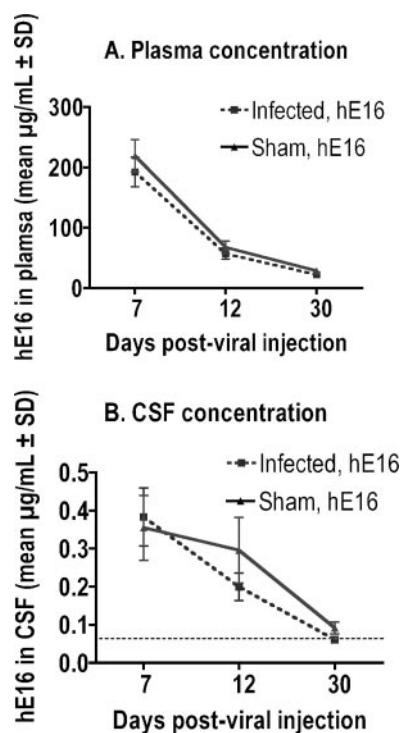 A. Plasma concentration
hE16 in plamsa (mean µg/mL ± SD)
300
200
100
0
Infected, hE16
Sham, hE16
7 12 30
Days post-viral injection
B. CSF concentration
hE16 in CSF (mean µg/mL ± SD)
0.5
0.4
0.3
0.2
0.1
0.0
Infected, hE16
Sham, hE16
7 12 30
Days post-viral injection